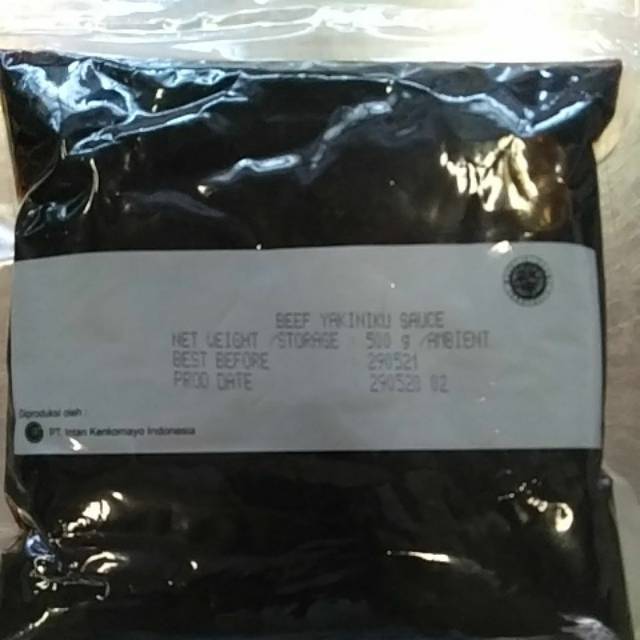 BEEF YAKINIKU SAUCE
NET WEIGHT /STORAGE : 500 g /AMBIENT
BEST BEFORE 290521
PROD DATE 290520 02
Diproduksi oleh :
PT. Intan Kenkomayo Indonesia